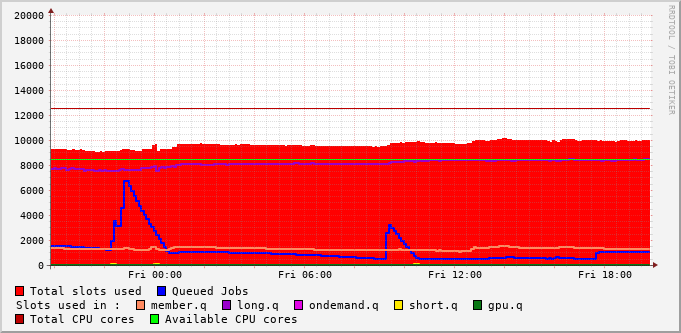 20000
18000
16000
14000
12000
10000
8000
6000
4000
2000
0
Fri 00:00 Fri 06:00 Fri 12:00 Fri 18:00
RRDTOOL / TOBI OETIKER
Total slots used Queued Jobs
Slots used in : member.q long.q ondemand.q short.q gpu.q
Total CPU cores Available CPU cores